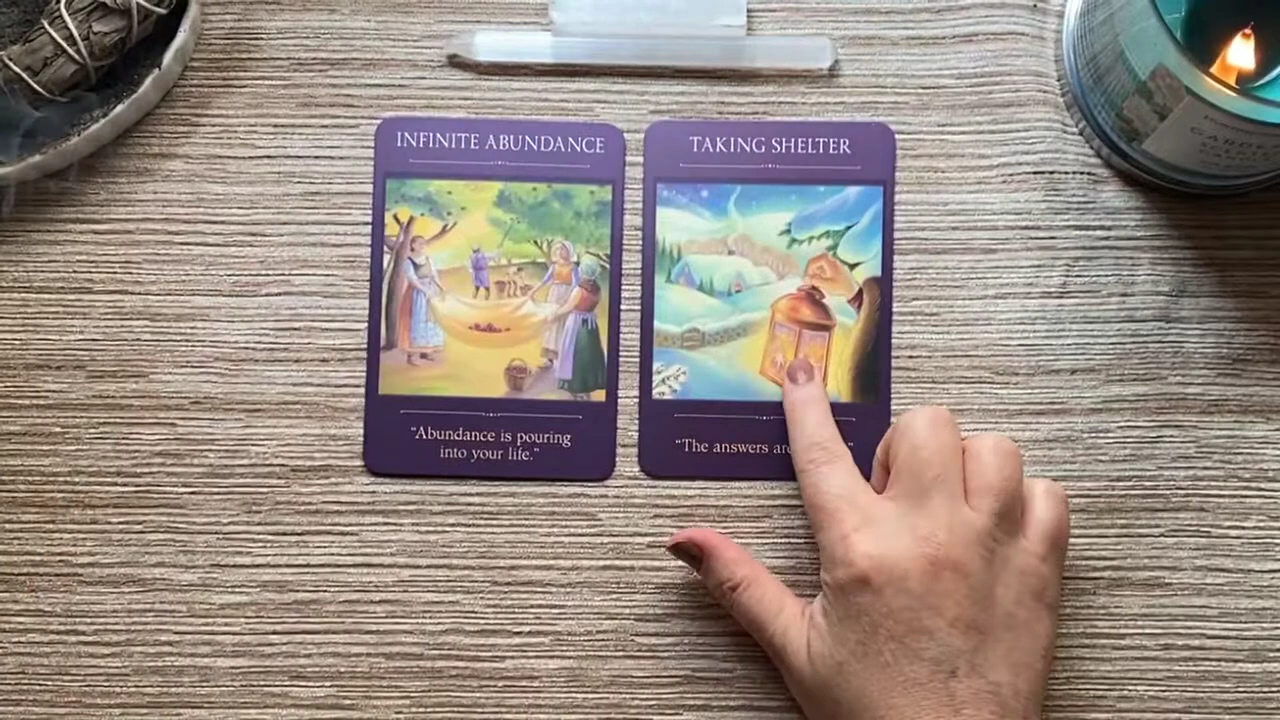 INFINITE ABUNDANCE
TAKING SHELTER
"Abundance is pouring
into your life."
"The answers are